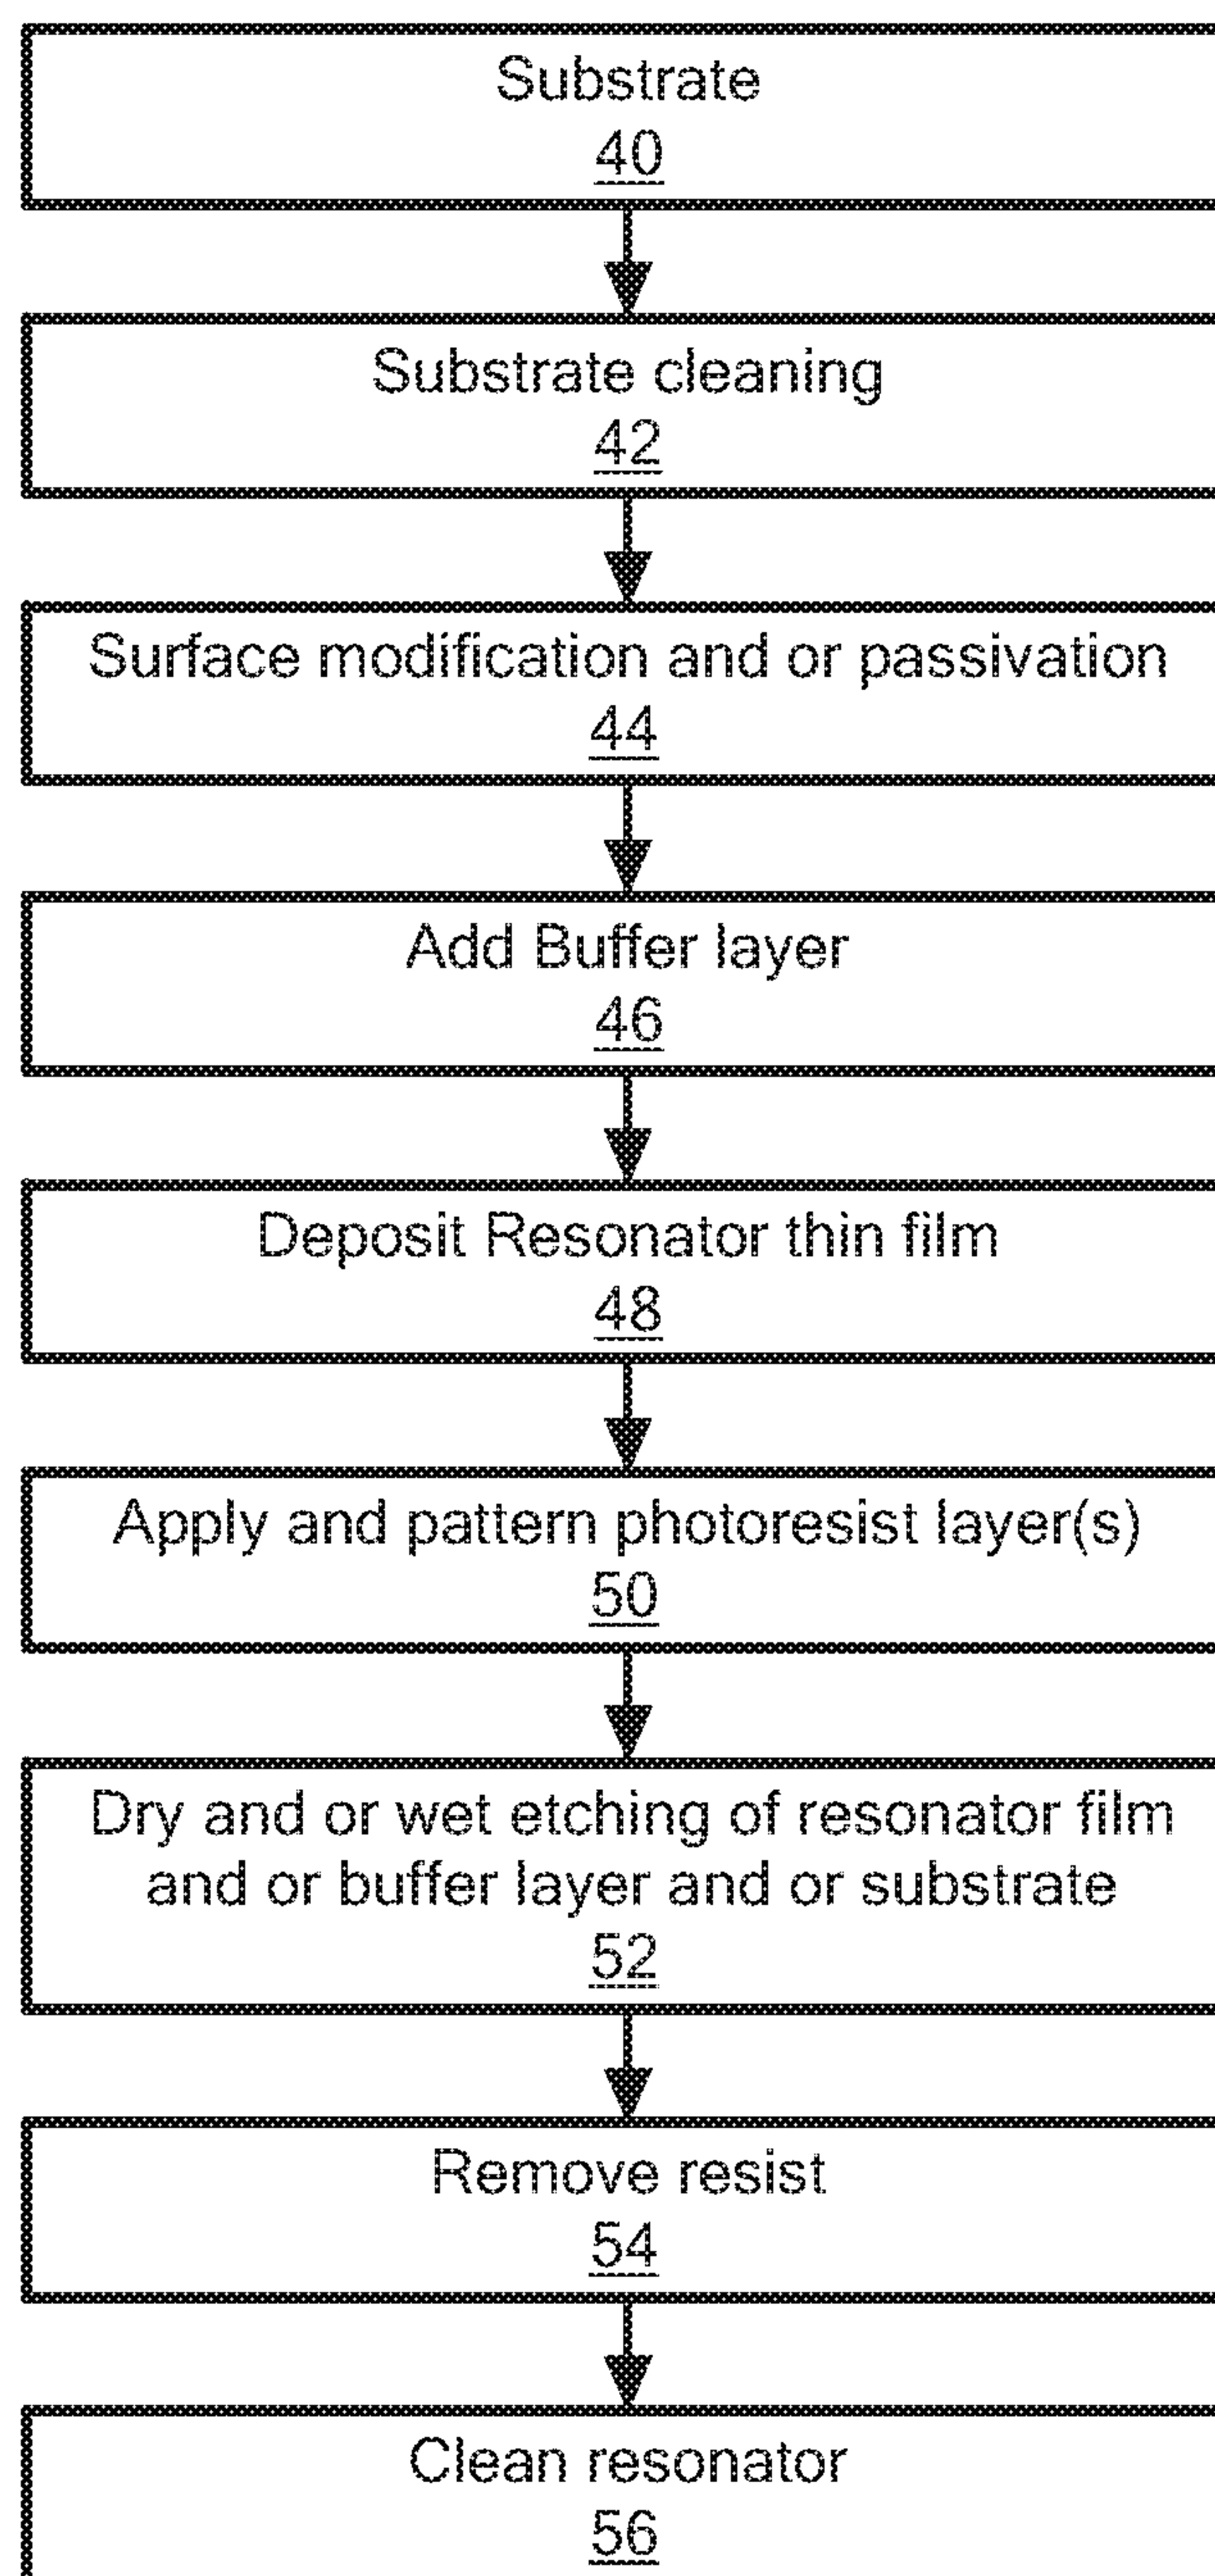 Substrate
40
Substrate cleaning
42
Surface modification and or passivation
44
Add Buffer layer
46
Deposit Resonator thin film
48
Apply and pattern photoresist layer(s)
50
Dry and or wet etching of resonator film
and or buffer layer and or substrate
52
Remove resist
54
Clean resonator
56